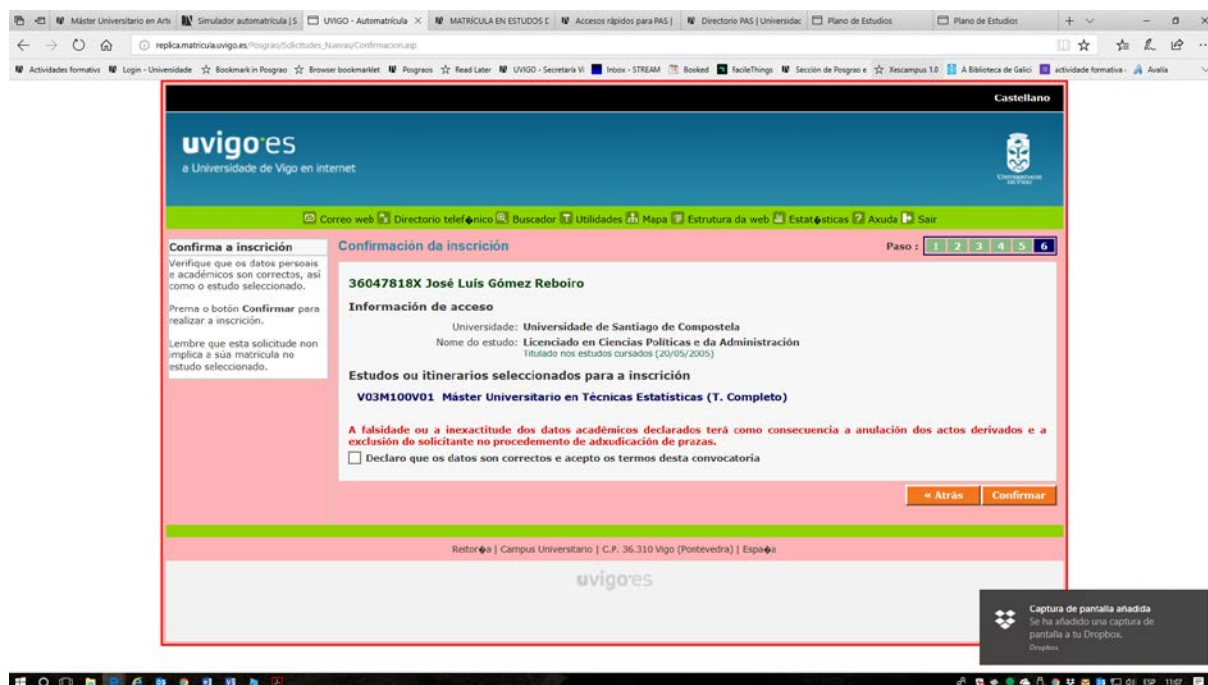 Máster Universitario en Arte
Simulador automatrícula | S
UVIGO - Automatrícula
MATRÍCULA EN ESTUDOS D
Accesos rápidos para PAS |
Directorio PAS | Universidac
Plano de Estudios
Plano de Estudios
replica.matricula.uvigo.es/Posgrao/Solicitudes_Nuevas/Confirmacion.asp
Actividades formativa
Login - Universidade
Bookmark in Posgrao
Browser bookmarklet
Posgraos
Read Later
UVIGO - Secretaría Vi
Inbox - STREAM
Booked
FacileThings
Sección de Posgrao e
Xescampus 1.0
A Biblioteca de Galici
actividade formativa
Avalía
Castellano
uvigo.es
a Universidade de Vigo en internet
Correo web Directorio telef�nico Buscador Utilidades Mapa Estrutura da web Estat�sticas Axuda Sair
Confirma a inscrición
Verifique que os datos persoais
e académicos son correctos, así
como o estudo seleccionado.
Prema o botón Confirmar para
realizar a inscrición.
Lembre que esta solicitude non
implica a súa matrícula no
estudo seleccionado.
Confirmación da inscrición
Paso : 1 2 3 4 5 6
36047818X José Luís Gómez Reboiro
Información de acceso
Universidade: Universidade de Santiago de Compostela
Nome do estudo: Licenciado en Ciencias Políticas e da Administración
Titulado nos estudos cursados (20/05/2005)
Estudos ou itinerarios seleccionados para a inscrición
V03M100V01 Máster Universitario en Técnicas Estatísticas (T. Completo)
A falsidade ou a inexactitude dos datos académicos declarados terá como consecuencia a anulación dos actos derivados e a
exclusión do solicitante no procedemento de adxudicación de prazas.
Declaro que os datos son correctos e acepto os termos desta convocatoria
« Atrás
Confirmar
Reitor�a | Campus Universitario | C.P. 36.310 Vigo (Pontevedra) | Espa�a
uvigo.es
Captura de pantalla añadida
Se ha añadido una captura de
pantalla a tu Dropbox.
Dropbox
ESP 11:07